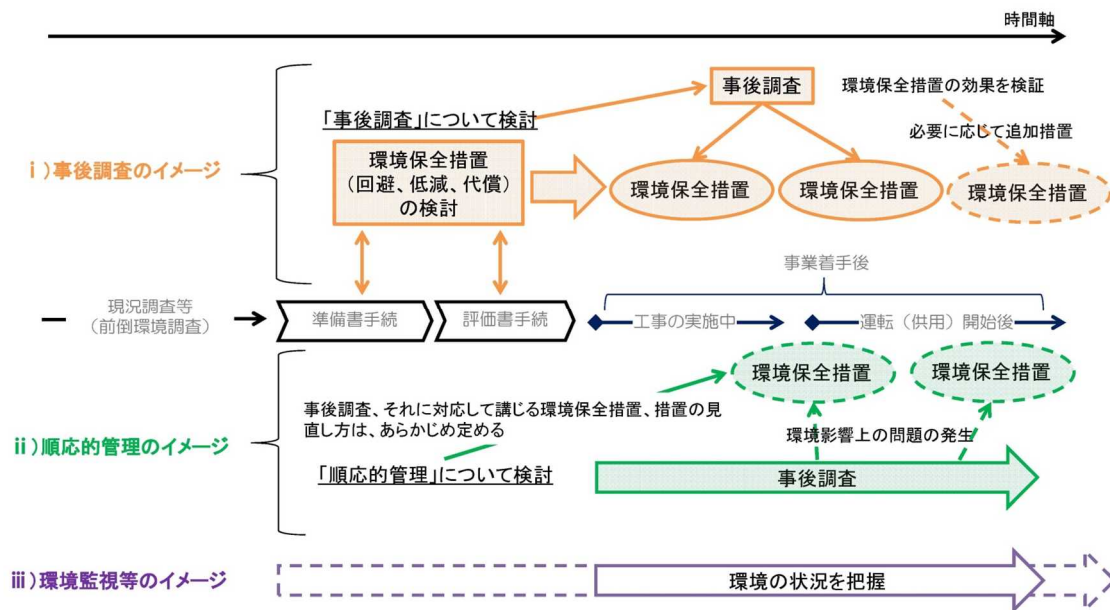 時間軸
事後調査
環境保全措置の効果を検証
「事後調査」について検討
必要に応じて追加措置
環境保全措置
(回避、低減、代償)
の検討
ⅰ)事後調査のイメージ
環境保全措置
環境保全措置
環境保全措置
事業着手後
現況調査等
(前倒環境調査)
準備書手続
評価書手続
工事の実施中
運転(供用)開始後
環境保全措置
環境保全措置
事後調査、それに対応して講じる環境保全措置、措置の見
直し方は、あらかじめ定める
環境影響上の問題の発生
ⅱ)順応的管理のイメージ
「順応的管理」について検討
事後調査
ⅲ)環境監視等のイメージ
環境の状況を把握